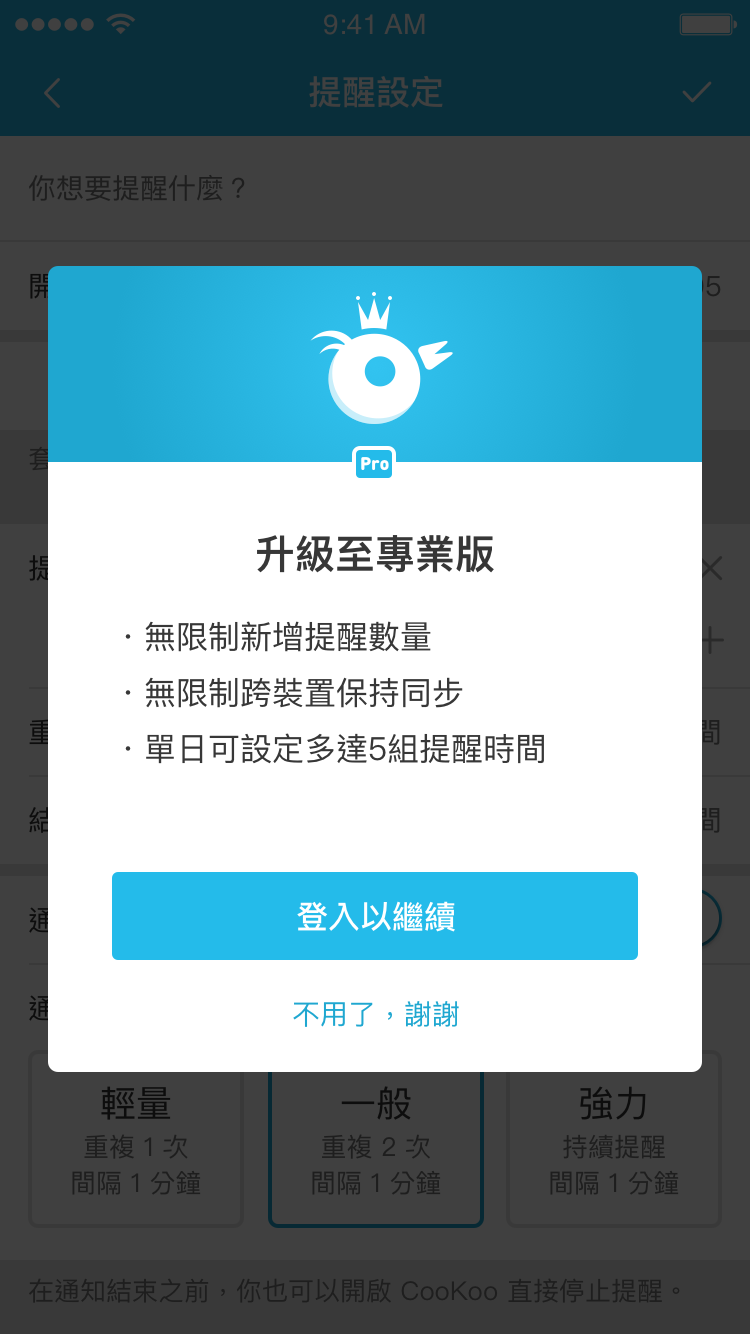 9:41 AM
提醒設定
你想要提醒什麼？
開
05
Pro
套
升級至專業版
提
・無限制新增提醒數量
・無限制跨裝置保持同步
重
間
・單日可設定多達5組提醒時間
結
間
登入以繼續
通
不用了，謝謝
通
輕量
一般
強力
重複 1 次
重複 2 次
持續提醒
間隔 1 分鐘
間隔 1 分鐘
間隔 1 分鐘
在通知結束之前，你也可以開啟 CooKoo 直接停止提醒。